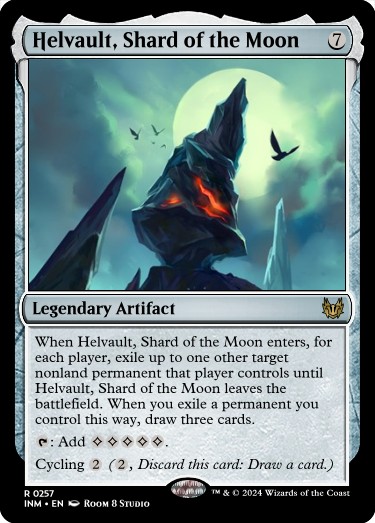 Helvault, Shard of the Moon 7
Legendary Artifact
When Helvault, Shard of the Moon enters, for
each player, exile up to one other target
nonland permanent that player controls until
Helvault, Shard of the Moon leaves the
battlefield. When you exile a permanent you
control this way, draw three cards.
: Add
Cycling 2 ( 2 , Discard this card: Draw a card.)
R 0257
INM • EN Room 8 Studio
™ & © 2024 Wizards of the Coast